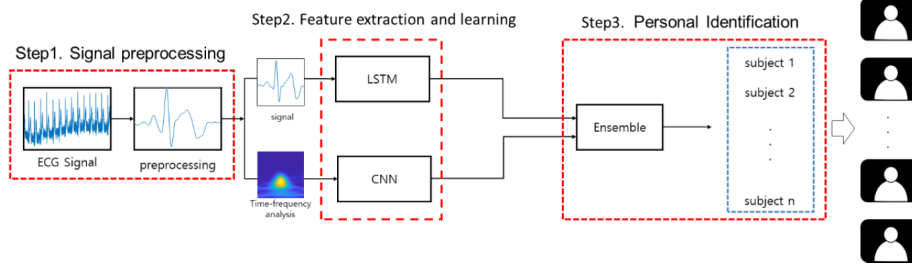 Step1. Signal preprocessing
ECG Signal
preprocessing
Step2. Feature extraction and learning
signal
Time-frequency
analysis
LSTM
CNN
Step3. Personal Identification
Ensemble
subject 1
subject 2
.
.
.
subject n
.
.
.